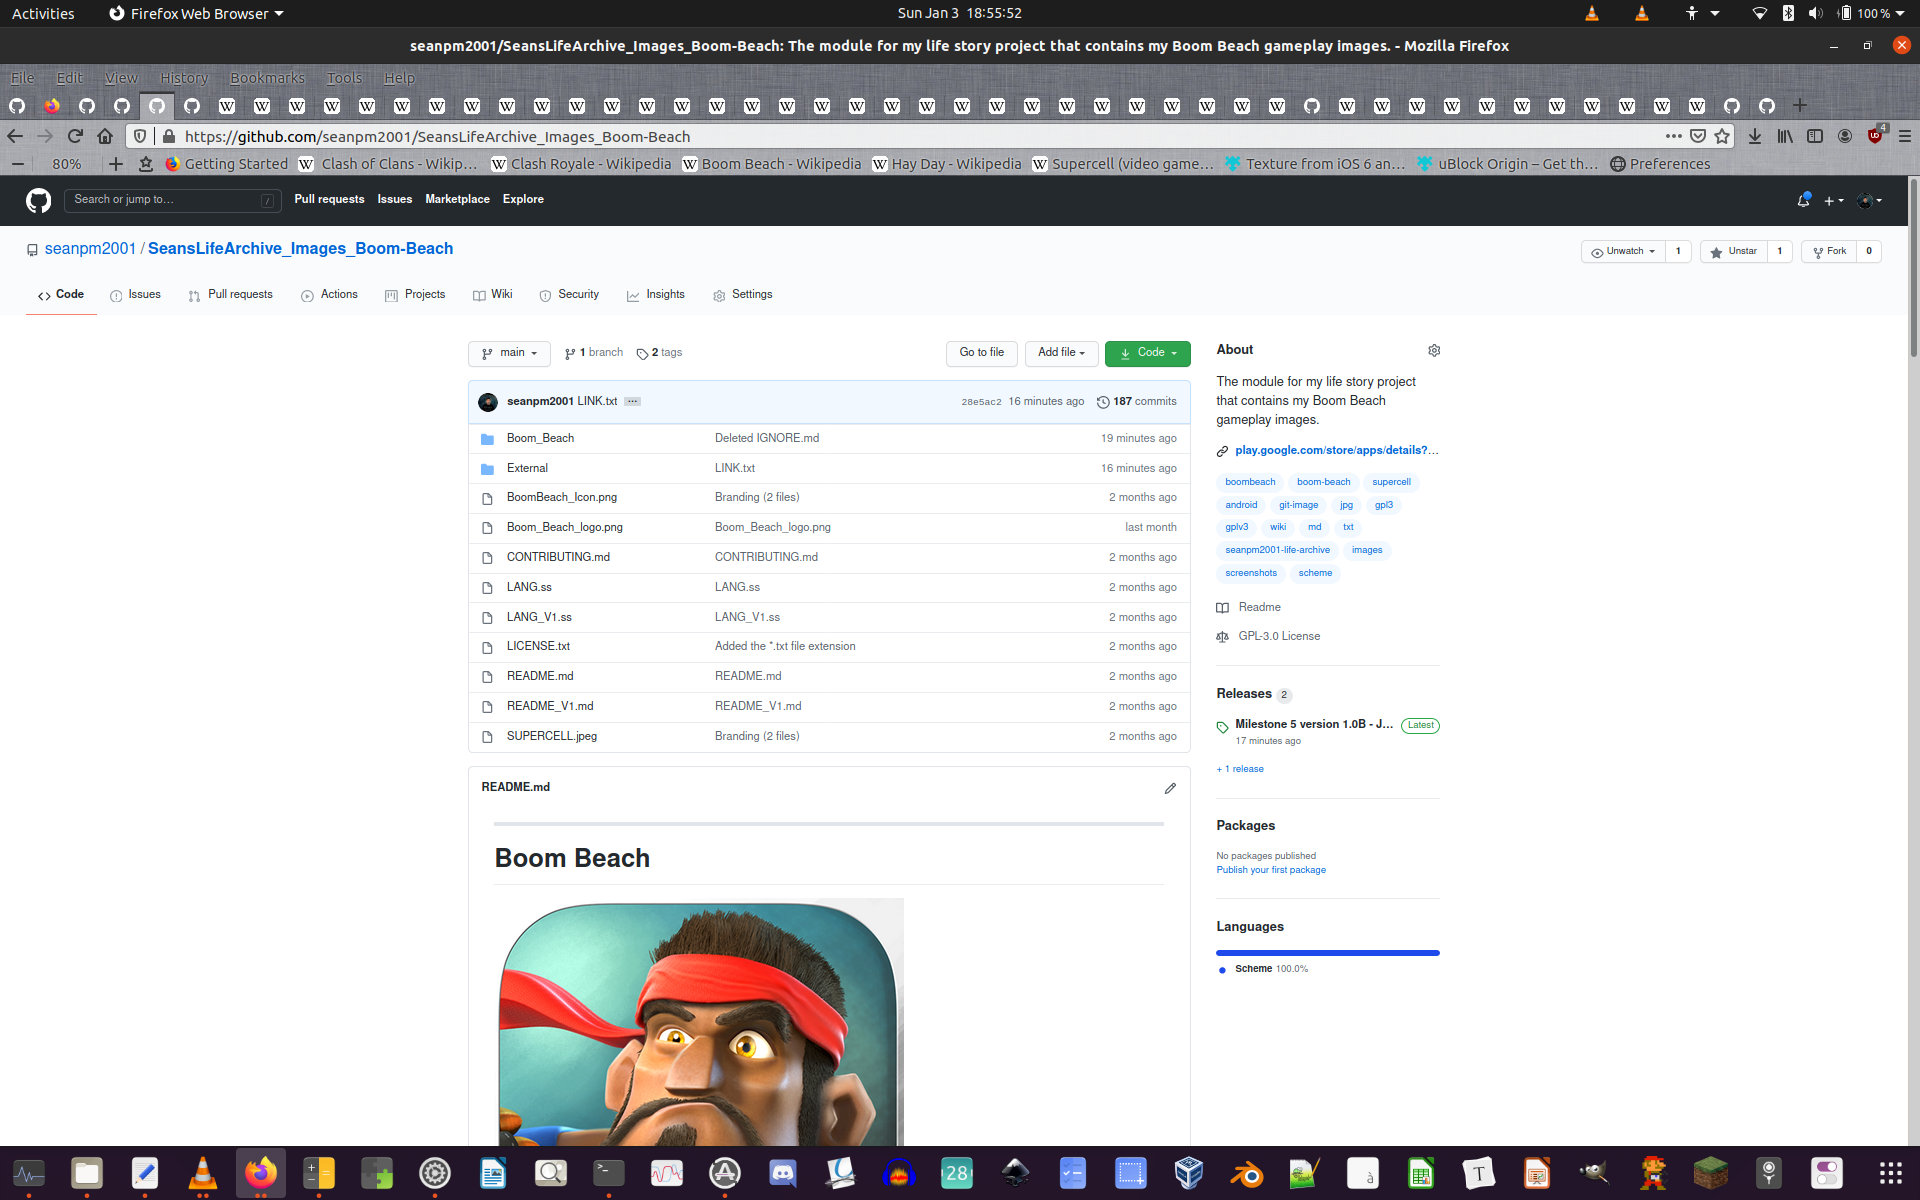 Activities Firefox Web Browser Sun Jan 3 18:55:52 100 %
seanpm2001/SeansLifeArchive_Images_Boom-Beach: The module for my life story project that contains my Boom Beach gameplay images. - Mozilla Firefox
File Edit View History Bookmarks Tools Help
https://github.com/seanpm2001/SeansLifeArchive_Images_Boom-Beach 4
80% Getting Started Clash of Clans - Wikip… Clash Royale - Wikipedia Boom Beach - Wikipedia Hay Day - Wikipedia Supercell (video game… Texture from iOS 6 an… uBlock Origin – Get th… Preferences
Search or jump to… / Pull requests Issues Marketplace Explore
seanpm2001 / SeansLifeArchive_Images_Boom-Beach Unwatch 1 Unstar 1 Fork 0
Code Issues Pull requests Actions Projects Wiki Security Insights Settings
main 1 branch 2 tags Go to file Add file Code
seanpm2001 LINK.txt … 28e5ac2 16 minutes ago 187 commits
Boom_Beach Deleted IGNORE.md 19 minutes ago
External LINK.txt 16 minutes ago
BoomBeach_Icon.png Branding (2 files) 2 months ago
Boom_Beach_logo.png Boom_Beach_logo.png last month
CONTRIBUTING.md CONTRIBUTING.md 2 months ago
LANG.ss LANG.ss 2 months ago
LANG_V1.ss LANG_V1.ss 2 months ago
LICENSE.txt Added the *.txt file extension 2 months ago
README.md README.md 2 months ago
README_V1.md README_V1.md 2 months ago
SUPERCELL.jpeg Branding (2 files) 2 months ago
README.md
Boom Beach
About
The module for my life story project
that contains my Boom Beach
gameplay images.
play.google.com/store/apps/details?…
boombeach boom-beach supercell
android git-image jpg gpl3
gplv3 wiki md txt
seanpm2001-life-archive images
screenshots scheme
Readme
GPL-3.0 License
Releases 2
Milestone 5 version 1.0B - J… Latest
17 minutes ago
+ 1 release
Packages
No packages published
Publish your first package
Languages
Scheme 100.0%
28